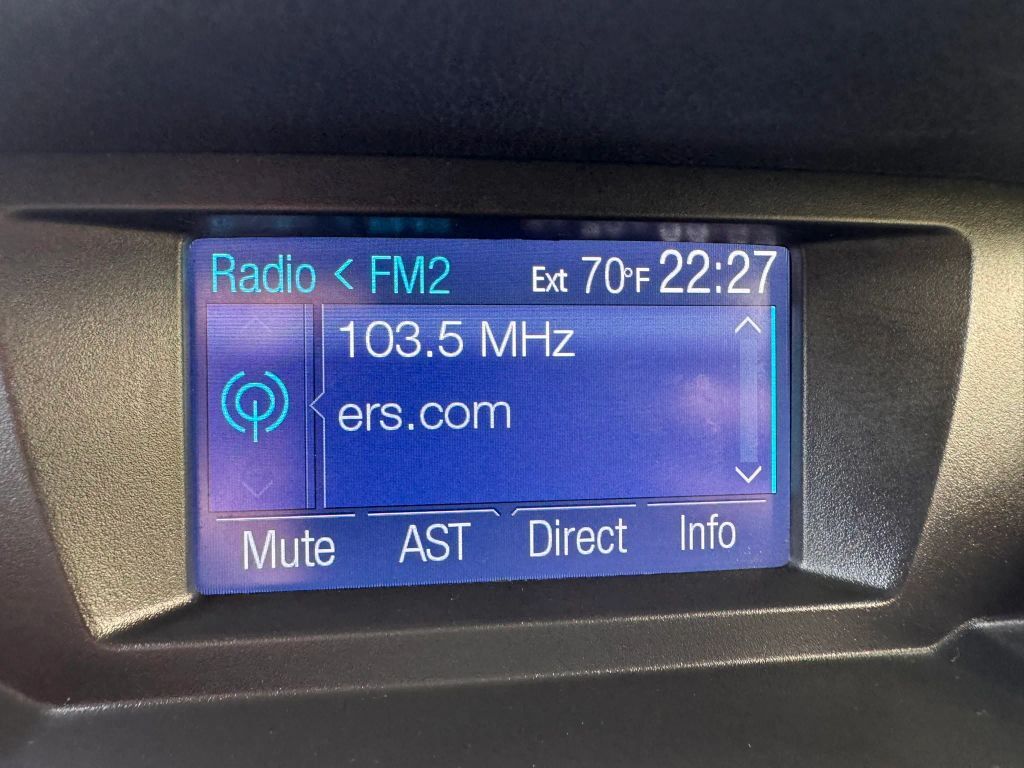 Radio < FM2 Ext 70°F 22:27
103.5 MHz
ers.com
Mute AST Direct Info